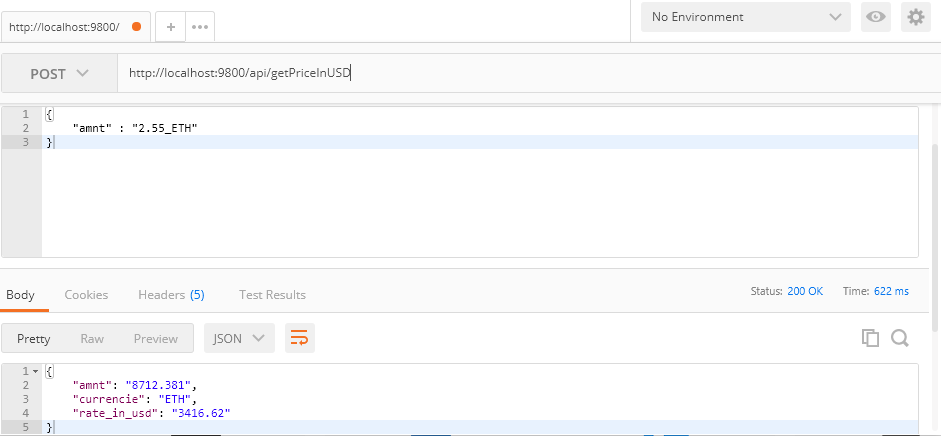 http://localhost:9800/
+
•••
No Environment
POST
http://localhost:9800/api/getPriceInUSD
1 {
2 "amnt" : "2.55_ETH"
3 }
Body Cookies Headers (5) Test Results Status: 200 OK Time: 622 ms
Pretty Raw Preview JSON
1 {
2 "amnt": "8712.381",
3 "currencie": "ETH",
4 "rate_in_usd": "3416.62"
5 }